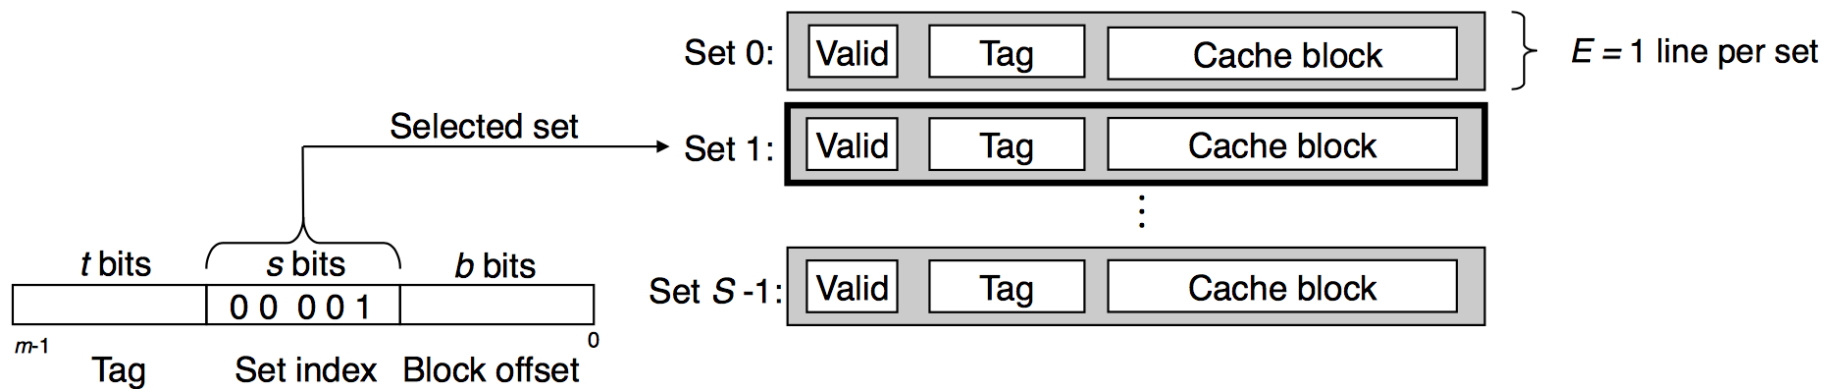 Set 0: Valid Tag Cache block E = 1 line per set
Selected set
Set 1: Valid Tag Cache block
⋮
t bits s bits b bits
Set S -1: Valid Tag Cache block
0 0 0 0 1
m-1 0
Tag Set index Block offset